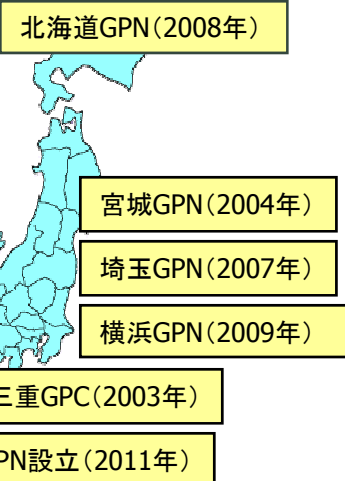 北海道GPN（2008年）
宮城GPN（2004年）
埼玉GPN（2007年）
横浜GPN（2009年）
三重GPC（2003年）
PN設立（2011年）